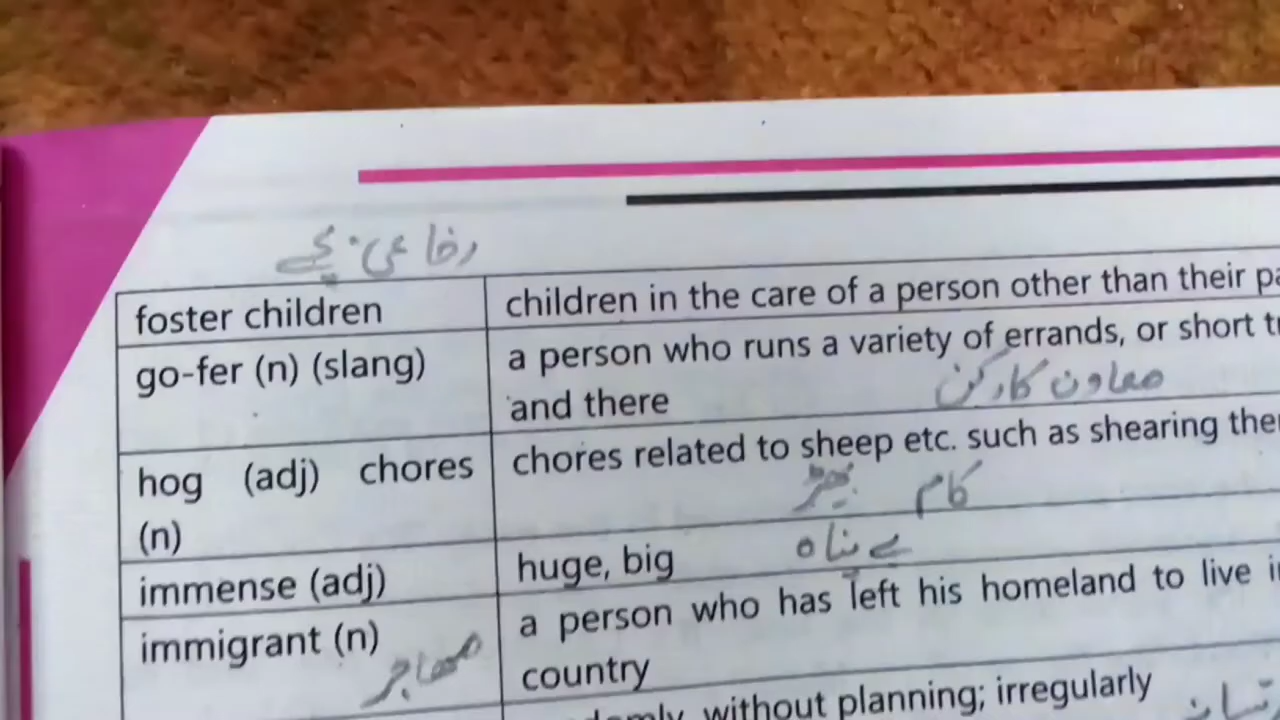 رضاعی بچے
foster children
children in the care of a person other than their
go-fer (n) (slang)
a person who runs a variety of errands, or short
and there
معاون کارکن
hog (adj) chores
(n)
chores related to sheep etc. such as shearing
بھیڑ کام
immense (adj)
huge, big
بے پناہ
immigrant (n)
مہاجر
a person who has left his homeland to live
country
without planning; irregularly